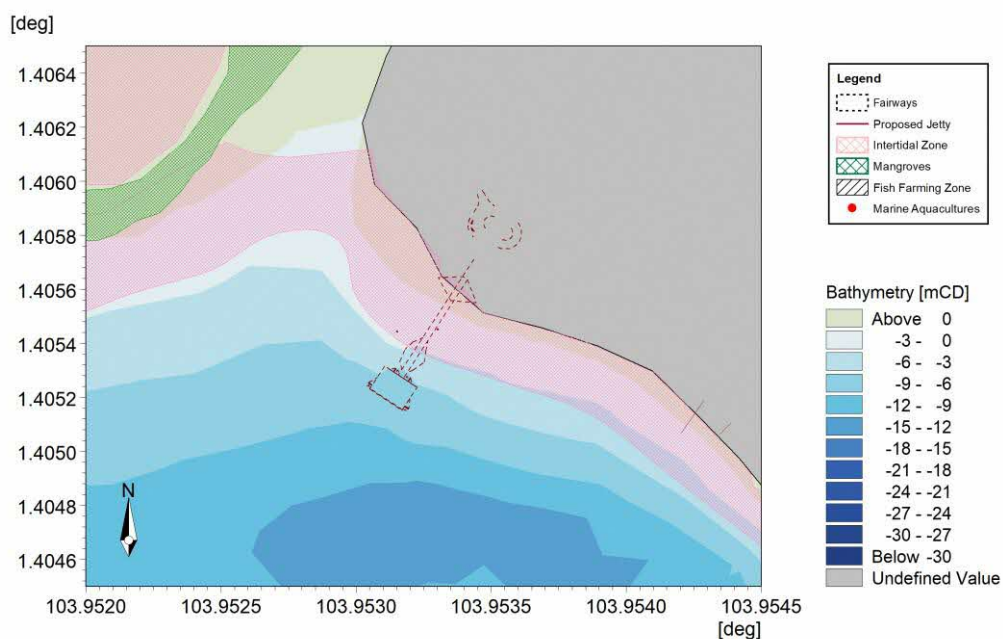 [deg]
1.4064
1.4062
1.4060
1.4058
1.4056
1.4054
1.4052
1.4050
1.4048
1.4046
N
103.9520 103.9525 103.9530 103.9535 103.9540 103.9545
[deg]
Legend
Fairways
Proposed Jetty
Intertidal Zone
Mangroves
Fish Farming Zone
Marine Aquacultures
Bathymetry [mCD]
Above 0
-3 - 0
-6 - -3
-9 - -6
-12 - -9
-15 - -12
-18 - -15
-21 - -18
-24 - -21
-27 - -24
-30 - -27
Below -30
Undefined Value